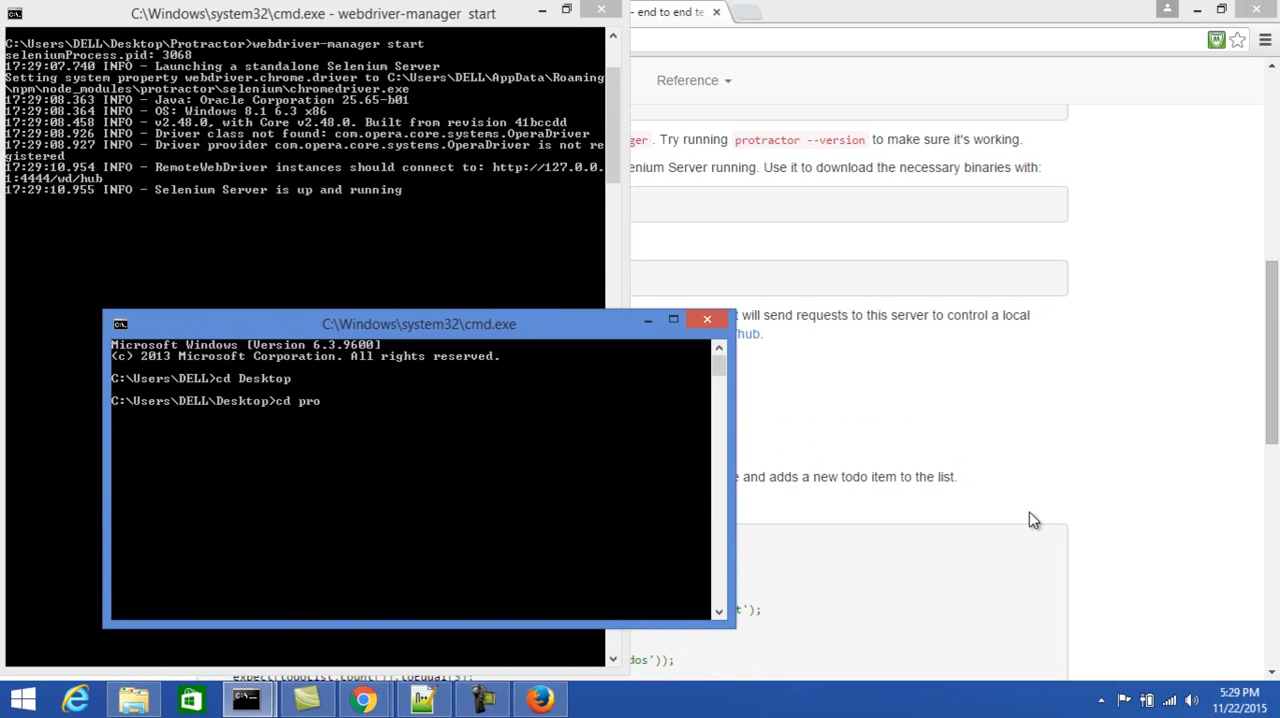 C:\Windows\system32\cmd.exe - webdriver-manager start
C:\Users\DELL\Desktop\Protractor>webdriver-manager start
seleniumProcess.pid: 3068
17:29:07.740 INFO - Launching a standalone Selenium Server
Setting system property webdriver.chrome.driver to C:\Users\DELL\AppData\Roaming
\npm\node_modules\protractor\selenium\chromedriver.exe
17:29:08.363 INFO - Java: Oracle Corporation 25.65-b01
17:29:08.364 INFO - OS: Windows 8.1 6.3 x86
17:29:08.458 INFO - v2.48.0, with Core v2.48.0. Built from revision 41bccdd
17:29:08.926 INFO - Driver class not found: com.opera.core.systems.OperaDriver
17:29:08.927 INFO - Driver provider com.opera.core.systems.OperaDriver is not re
gistered
17:29:10.954 INFO - RemoteWebDriver instances should connect to: http://127.0.0.
1:4444/wd/hub
17:29:10.955 INFO - Selenium Server is up and running
- end to end te
Reference
ger. Try running protractor --version to make sure it's working.
enium Server running. Use it to download the necessary binaries with:
t will send requests to this server to control a local
/hub.
e and adds a new todo item to the list.
t');
dos'));
expect(todoList.count()).toEqual(3);
C:\Windows\system32\cmd.exe
Microsoft Windows [Version 6.3.9600]
(c) 2013 Microsoft Corporation. All rights reserved.
C:\Users\DELL>cd Desktop
C:\Users\DELL\Desktop>cd pro
5:29 PM
11/22/2015